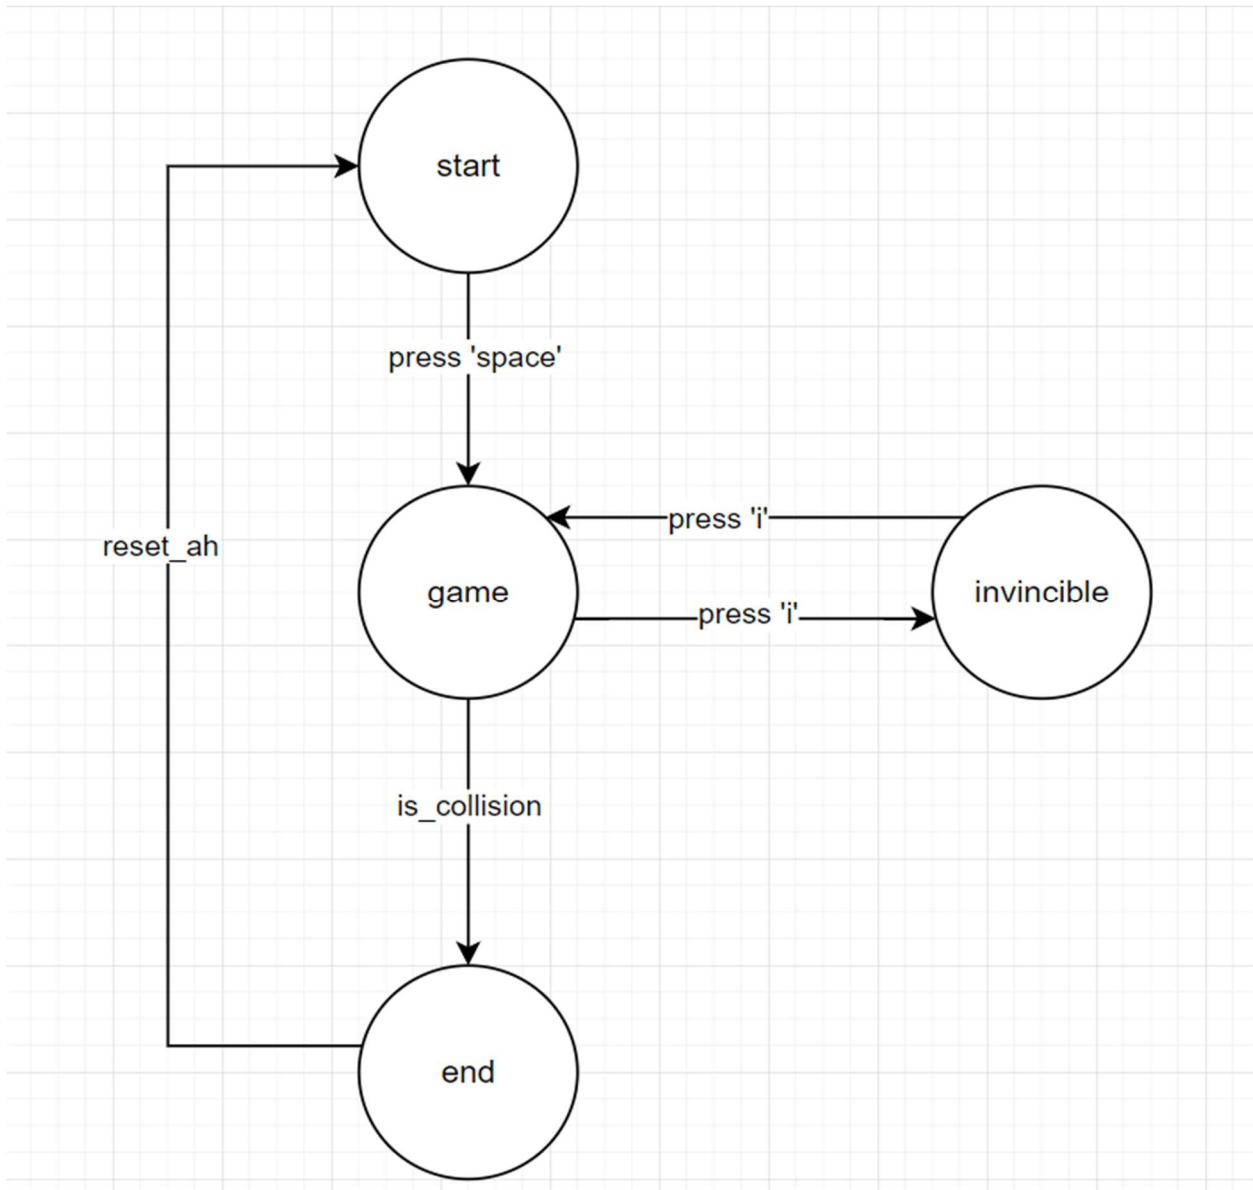 start
press 'space'
press 'i'
reset_ah
game
invincible
press 'i'
is_collision
end